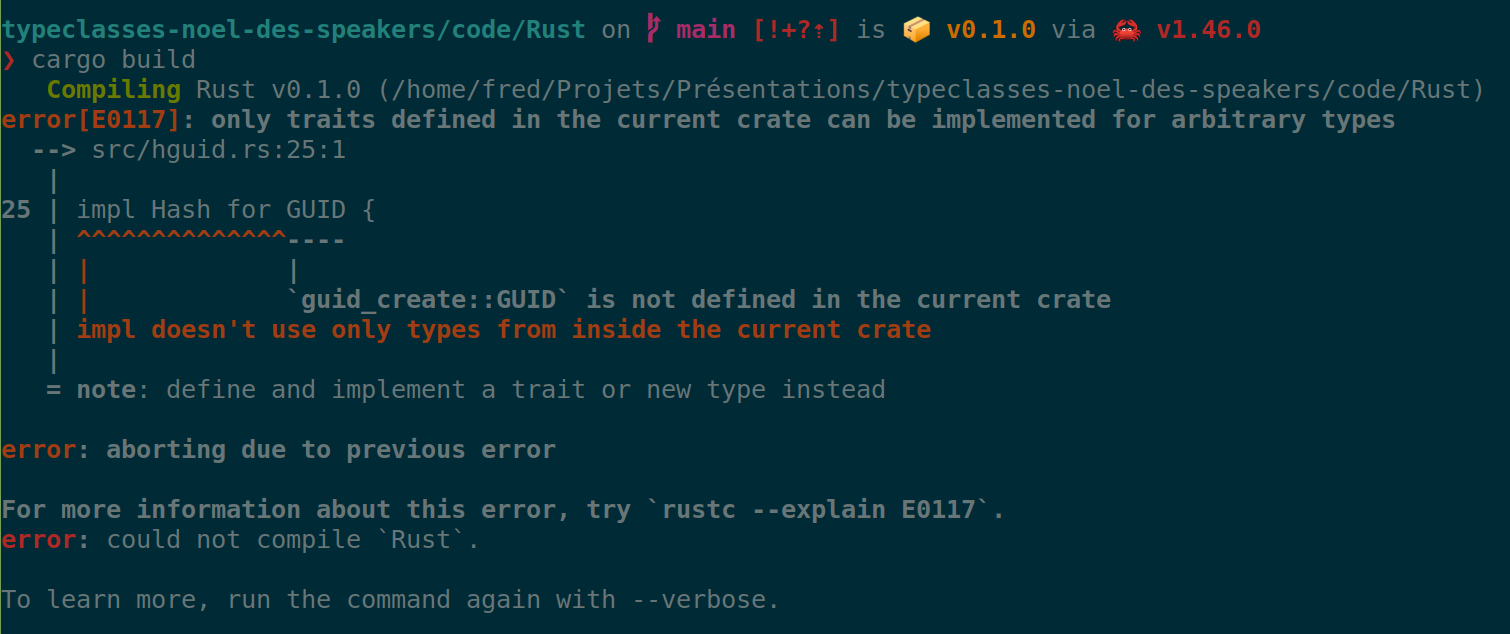 typeclasses-noel-des-speakers/code/Rust on main [!+?⇡] is 📦 v0.1.0 via 🦀 v1.46.0
❯ cargo build
   Compiling Rust v0.1.0 (/home/fred/Projets/Présentations/typeclasses-noel-des-speakers/code/Rust)
error[E0117]: only traits defined in the current crate can be implemented for arbitrary types
  --> src/hguid.rs:25:1
   |
25 | impl Hash for GUID {
   | ^^^^^^^^^^^^^^----
   | |             |
   | |             `guid_create::GUID` is not defined in the current crate
   | impl doesn't use only types from inside the current crate
   |
   = note: define and implement a trait or new type instead

error: aborting due to previous error

For more information about this error, try `rustc --explain E0117`.
error: could not compile `Rust`.

To learn more, run the command again with --verbose.